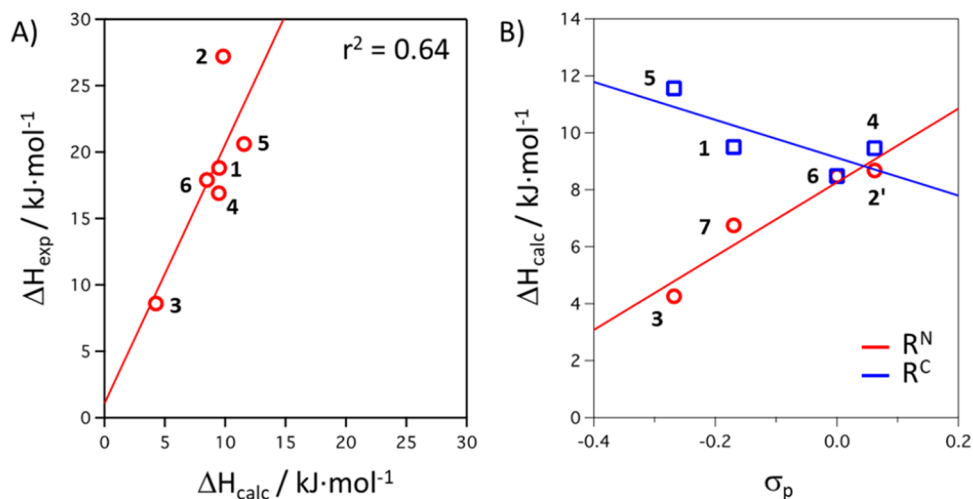 A)
r² = 0.64
ΔHexp / kJ·mol⁻¹
30
25
20
15
10
5
0
2
5
1
6
4
3
0 5 10 15 20 25 30
ΔHcalc / kJ·mol⁻¹
B)
ΔHcalc / kJ·mol⁻¹
14
12
10
8
6
4
2
0
5
4
1
6
2'
7
3
Rᴺ
Rᶜ
-0.4 -0.2 0.0 0.2
σp